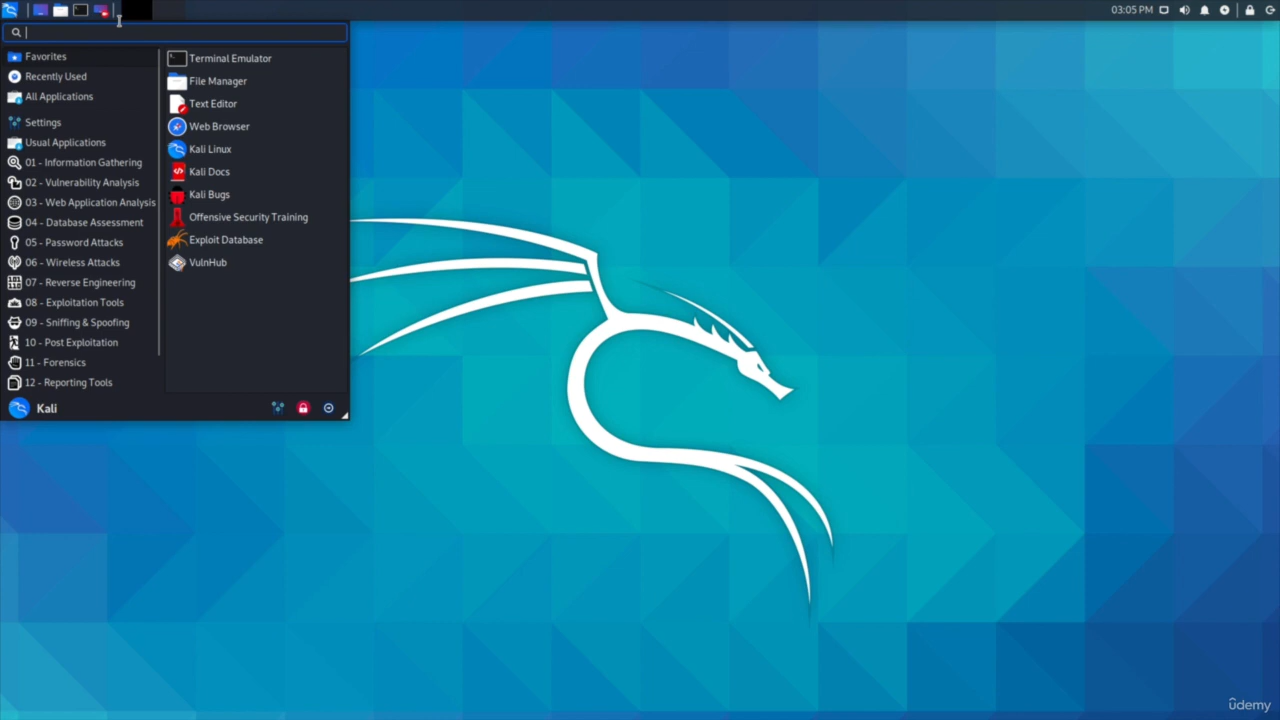 03:05 PM
Favorites
Recently Used
All Applications
Settings
Usual Applications
01 - Information Gathering
02 - Vulnerability Analysis
03 - Web Application Analysis
04 - Database Assessment
05 - Password Attacks
06 - Wireless Attacks
07 - Reverse Engineering
08 - Exploitation Tools
09 - Sniffing & Spoofing
10 - Post Exploitation
11 - Forensics
12 - Reporting Tools
Terminal Emulator
File Manager
Text Editor
Web Browser
Kali Linux
Kali Docs
Kali Bugs
Offensive Security Training
Exploit Database
VulnHub
Kali
ûdemy